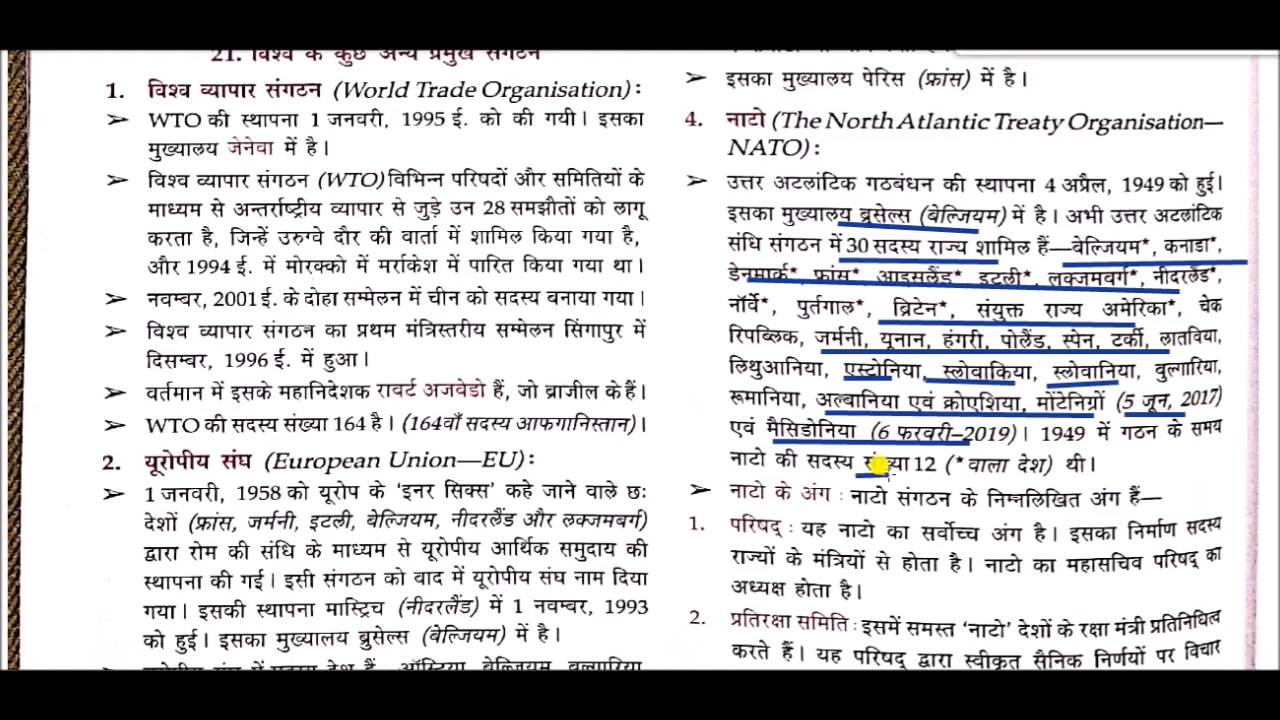 21. विश्व के कुछ अन्य प्रमुख संगठन
1. विश्व व्यापार संगठन (World Trade Organisation) :
➢ WTO की स्थापना 1 जनवरी, 1995 ई. को की गयी। इसका
मुख्यालय जेनेवा में है।
➢ विश्व व्यापार संगठन (WTO) विभिन्न परिषदों और समितियों के
माध्यम से अन्तर्राष्ट्रीय व्यापार से जुड़े उन 28 समझौतों को लागू
करता है, जिन्हें उरुग्वे दौर की वार्ता में शामिल किया गया है,
और 1994 ई. में मोरक्को में मर्राकेश में पारित किया गया था।
➢ नवम्बर, 2001 ई. के दोहा सम्मेलन में चीन को सदस्य बनाया गया।
➢ विश्व व्यापार संगठन का प्रथम मंत्रिस्तरीय सम्मेलन सिंगापुर में
दिसम्बर, 1996 ई. में हुआ।
➢ वर्तमान में इसके महानिदेशक रावर्ट अजवेडो हैं, जो ब्राजील के हैं।
➢ WTO की सदस्य संख्या 164 है। (164वाँ सदस्य आफगानिस्तान)।
2. यूरोपीय संघ (European Union—EU) :
➢ 1 जनवरी, 1958 को यूरोप के ‘इनर सिक्स’ कहे जाने वाले छः
देशों (फ्रांस, जर्मनी, इटली, बेल्जियम, नीदरलैंड और लक्जमबर्ग)
द्वारा रोम की संधि के माध्यम से यूरोपीय आर्थिक समुदाय की
स्थापना की गई। इसी संगठन को बाद में यूरोपीय संघ नाम दिया
गया। इसकी स्थापना मास्ट्रिच (नीदरलैंड) में 1 नवम्बर, 1993
को हुई। इसका मुख्यालय ब्रुसेल्स (बेल्जियम) में है।
➢ इसका मुख्यालय पेरिस (फ्रांस) में है।
4. नाटो (The North Atlantic Treaty Organisation—
NATO) :
➢ उत्तर अटलांटिक गठबंधन की स्थापना 4 अप्रैल, 1949 को हुई।
इसका मुख्यालय ब्रसेल्स (बेल्जियम) में है। अभी उत्तर अटलांटिक
संधि संगठन में 30 सदस्य राज्य शामिल हैं—वेल्जियम*, कनाडा*,
डेनमार्क*, फ्रांस*, आइसलैंड*, इटली*, लक्जमवर्ग*, नीदरलैंड*,
नॉर्वे*, पुर्तगाल*, ब्रिटेन*, संयुक्त राज्य अमेरिका*, चेक
रिपब्लिक, जर्मनी, यूनान, हंगरी, पोलैंड, स्पेन, टर्की, लातविया,
लिथुआनिया, एस्टोनिया, स्लोवाकिया, स्लोवानिया, बुल्गारिया,
रूमानिया, अल्बानिया एवं क्रोएशिया, मोंटेनिग्रों (5 जून, 2017)
एवं मैसिडोनिया (6 फरवरी–2019)। 1949 में गठन के समय
नाटो की सदस्य संख्या 12 (*वाला देश) थी।
➢ नाटो के अंग : नाटो संगठन के निम्नलिखित अंग हैं—
1. परिषद् : यह नाटो का सर्वोच्च अंग है। इसका निर्माण सदस्य
राज्यों के मंत्रियों से होता है। नाटो का महासचिव परिषद् का
अध्यक्ष होता है।
2. प्रतिरक्षा समिति : इसमें समस्त ‘नाटो’ देशों के रक्षा मंत्री प्रतिनिधित्व
करते हैं। यह परिषद् द्वारा स्वीकृत सैनिक निर्णयों पर विचार